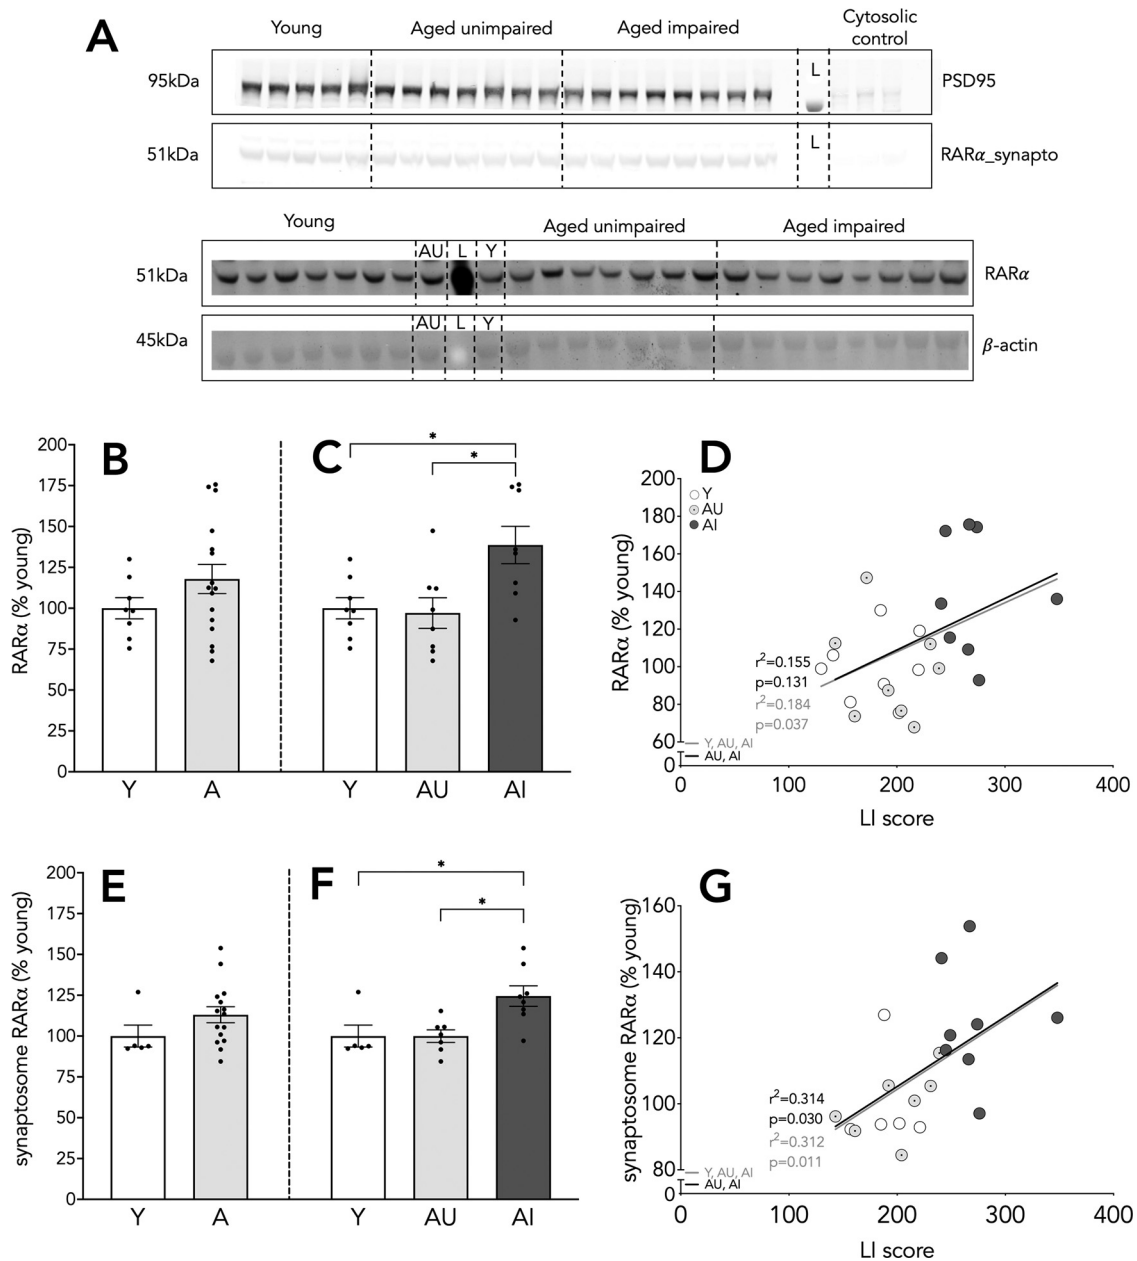 A
Young
Aged unimpaired
Aged impaired
Cytosolic
control
95kDa
L
PSD95
51kDa
L
RARα_synapto
Young
Aged unimpaired
Aged impaired
AU L Y
51kDa
RARα
AU L Y
45kDa
β-actin
B
RARα (% young)
200
175
150
125
100
75
50
25
0
Y A
C
*
*
Y AU AI
D
RARα (% young)
200
180
160
140
120
100
80
60
0
Y
AU
AI
r²=0.155
p=0.131
r²=0.184
p=0.037
Y, AU, AI
AU, AI
0 100 200 300 400
LI score
E
synaptosome RARα (% young)
200
175
150
125
100
75
50
25
0
Y A
F
*
*
Y AU AI
G
synaptosome RARα (% young)
160
140
120
100
80
0
r²=0.314
p=0.030
r²=0.312
p=0.011
Y, AU, AI
AU, AI
0 100 200 300 400
LI score